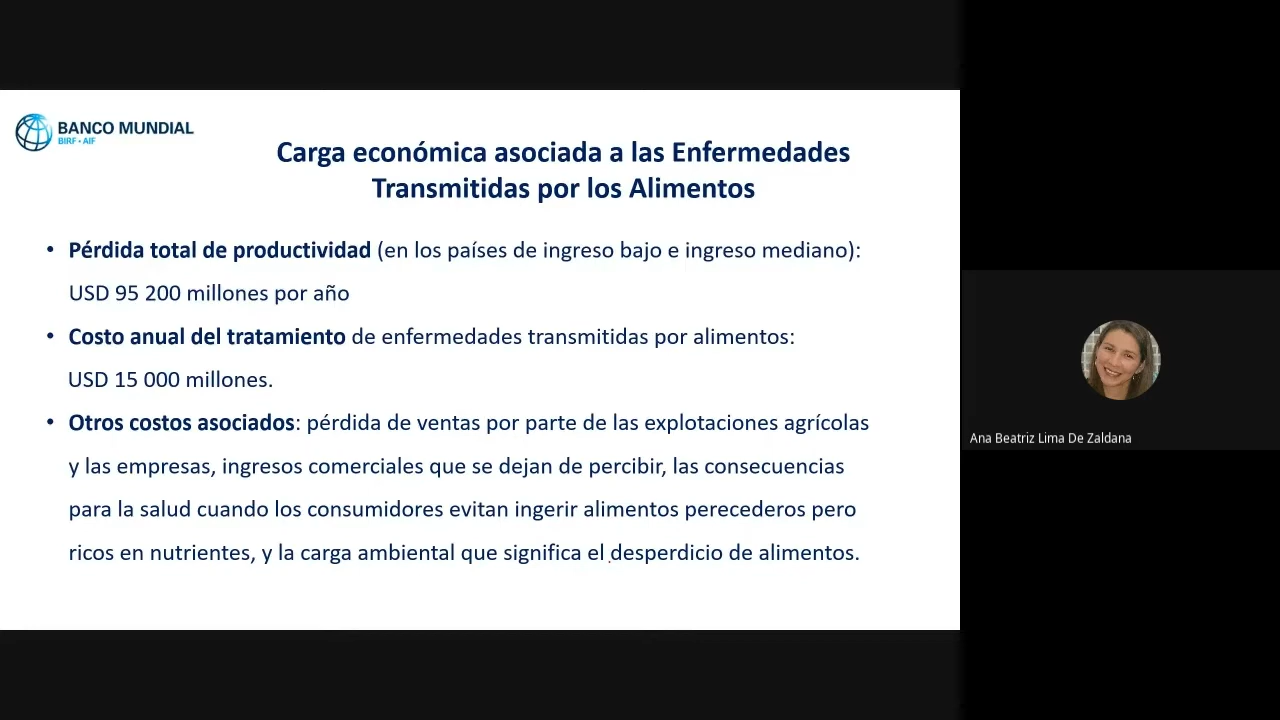 BANCO MUNDIAL
BIRF • AIF
Carga económica asociada a las Enfermedades
Transmitidas por los Alimentos
• Pérdida total de productividad (en los países de ingreso bajo e ingreso mediano):
USD 95 200 millones por año
• Costo anual del tratamiento de enfermedades transmitidas por alimentos:
USD 15 000 millones.
• Otros costos asociados: pérdida de ventas por parte de las explotaciones agrícolas
y las empresas, ingresos comerciales que se dejan de percibir, las consecuencias
para la salud cuando los consumidores evitan ingerir alimentos perecederos pero
ricos en nutrientes, y la carga ambiental que significa el desperdicio de alimentos.
Ana Beatriz Lima De Zaldana